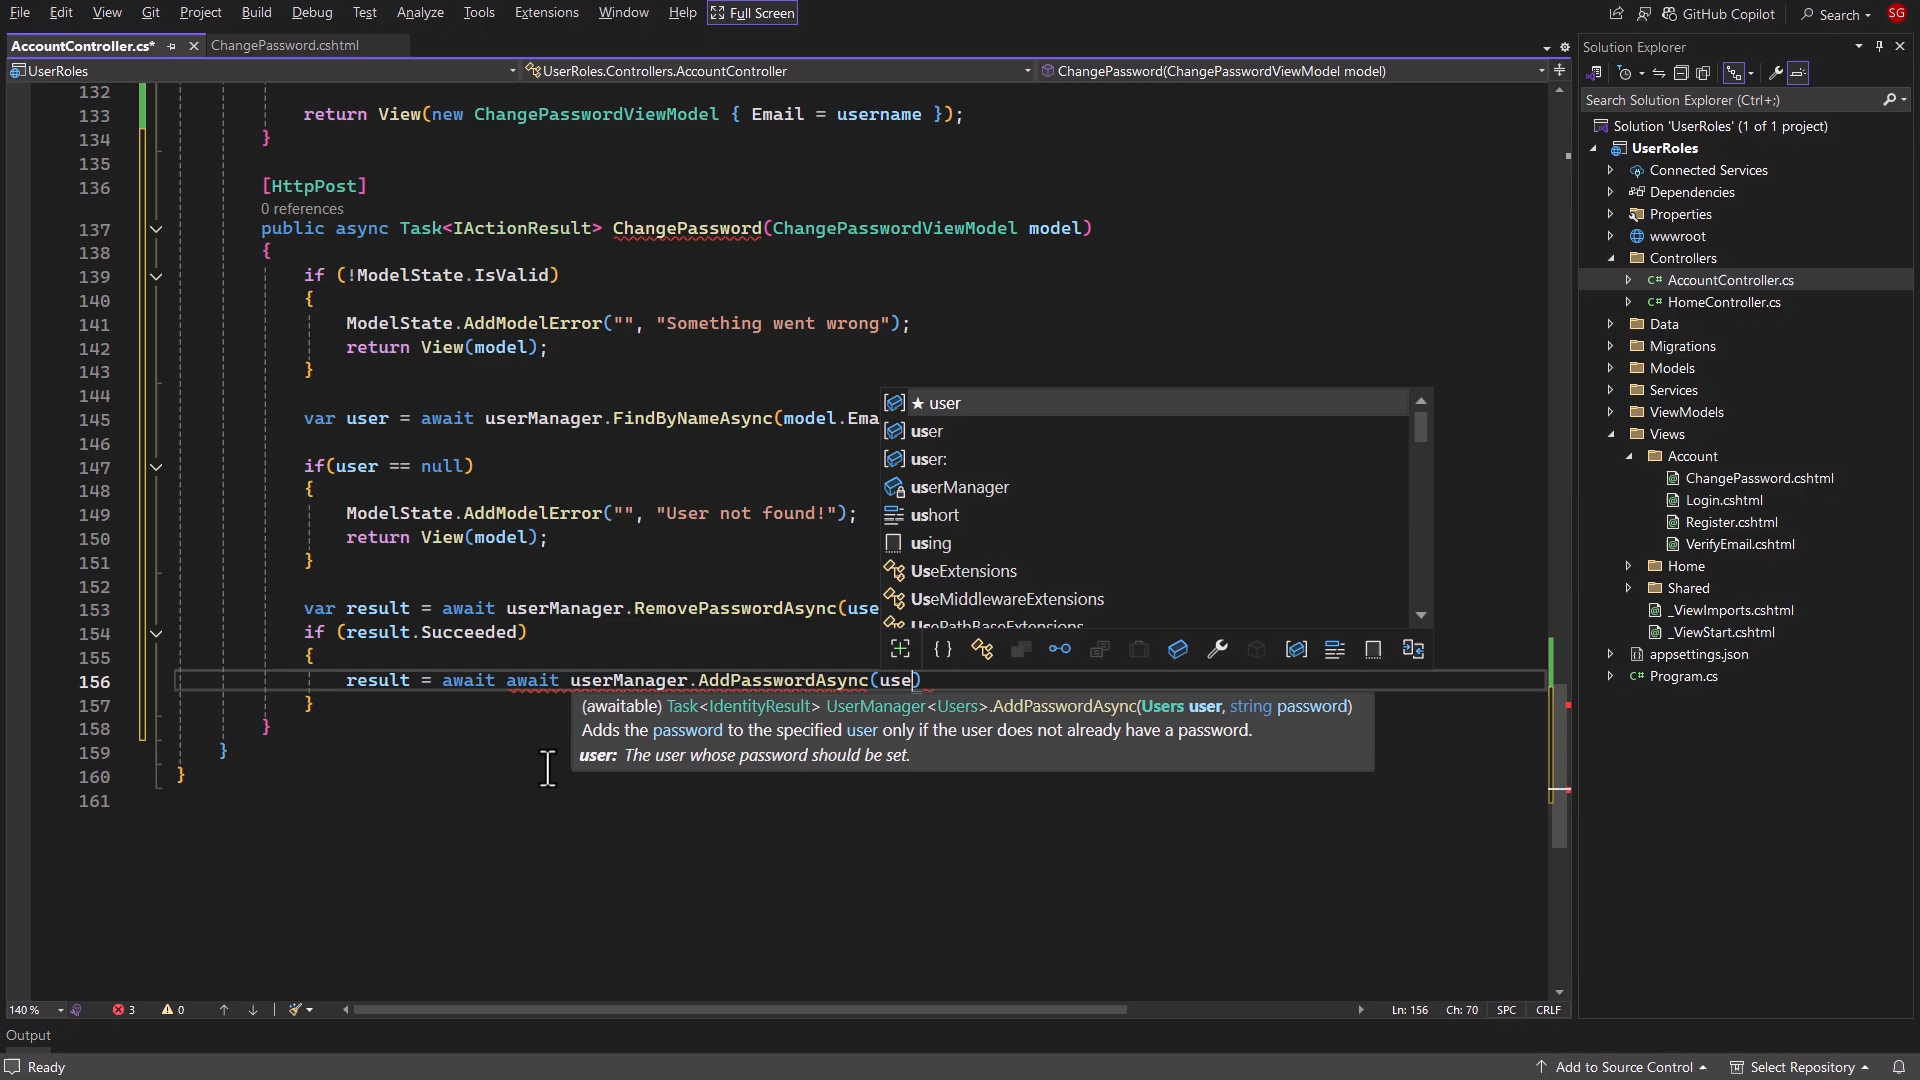 File Edit View Git Project Build Debug Test Analyze Tools Extensions Window Help Full Screen GitHub Copilot Search SG
AccountController.cs* ChangePassword.cshtml
UserRoles UserRoles.Controllers.AccountController ChangePassword(ChangePasswordViewModel model)
132
133 return View(new ChangePasswordViewModel { Email = username });
134 }
135
136 [HttpPost]
0 references
137 public async Task<IActionResult> ChangePassword(ChangePasswordViewModel model)
138 {
139 if (!ModelState.IsValid)
140 {
141 ModelState.AddModelError("", "Something went wrong");
142 return View(model);
143 }
144
145 var user = await userManager.FindByNameAsync(model.Ema
146
147 if(user == null)
148 {
149 ModelState.AddModelError("", "User not found!");
150 return View(model);
151 }
152
153 var result = await userManager.RemovePasswordAsync(use
154 if (result.Succeeded)
155 {
156 result = await await userManager.AddPasswordAsync(use)
157 }
158 }
159 }
160 }
161
★ user
user
user:
userManager
ushort
using
UseExtensions
UseMiddlewareExtensions
UsePathBaseExtensions
(awaitable) Task<IdentityResult> UserManager<Users>.AddPasswordAsync(Users user, string password)
Adds the password to the specified user only if the user does not already have a password.
user: The user whose password should be set.
140 % 3 0 Ln: 156 Ch: 70 SPC CRLF
Output
Ready Add to Source Control Select Repository
Solution Explorer
Search Solution Explorer (Ctrl+;)
Solution 'UserRoles' (1 of 1 project)
UserRoles
Connected Services
Dependencies
Properties
wwwroot
Controllers
C# AccountController.cs
C# HomeController.cs
Data
Migrations
Models
Services
ViewModels
Views
Account
ChangePassword.cshtml
Login.cshtml
Register.cshtml
VerifyEmail.cshtml
Home
Shared
_ViewImports.cshtml
_ViewStart.cshtml
appsettings.json
C# Program.cs